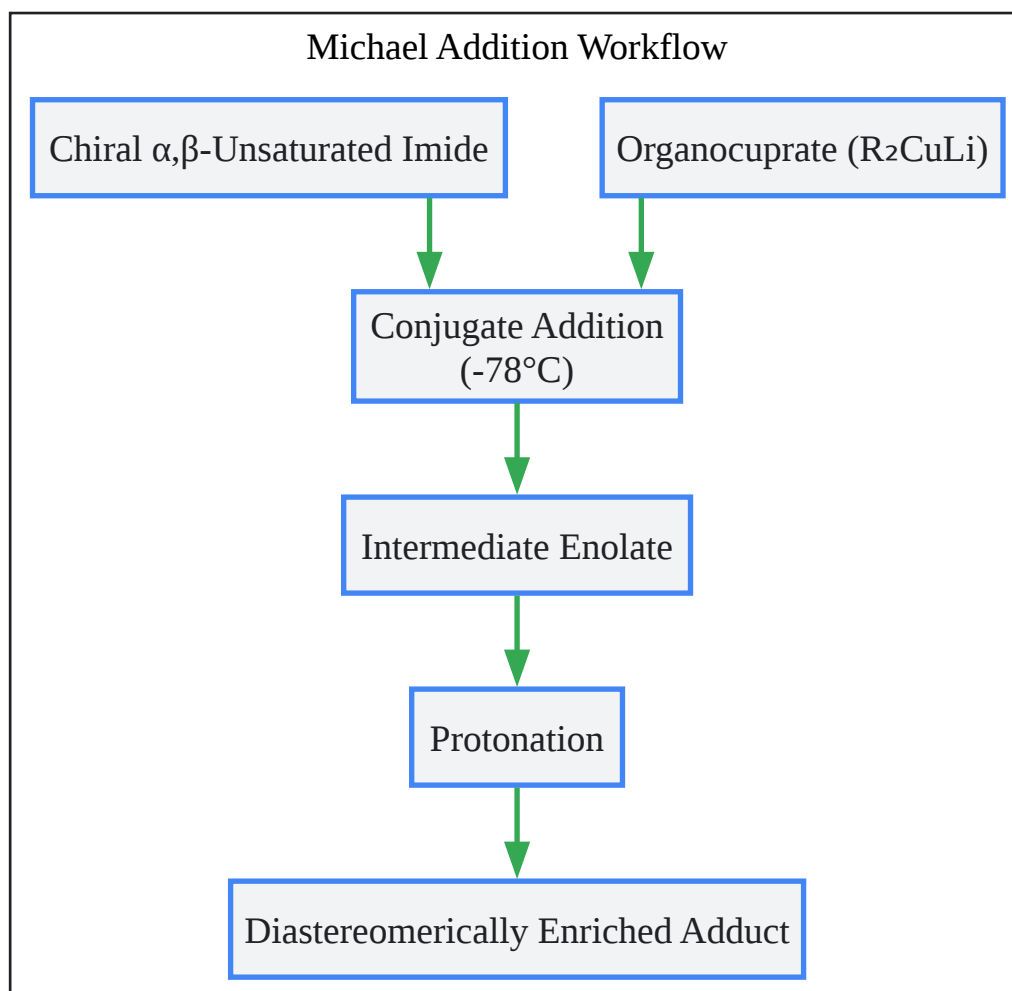 Michael Addition Workflow
Chiral α,β-Unsaturated Imide
Organocuprate (R₂CuLi)
Conjugate Addition
(-78°C)
Intermediate Enolate
Protonation
Diastereomerically Enriched Adduct